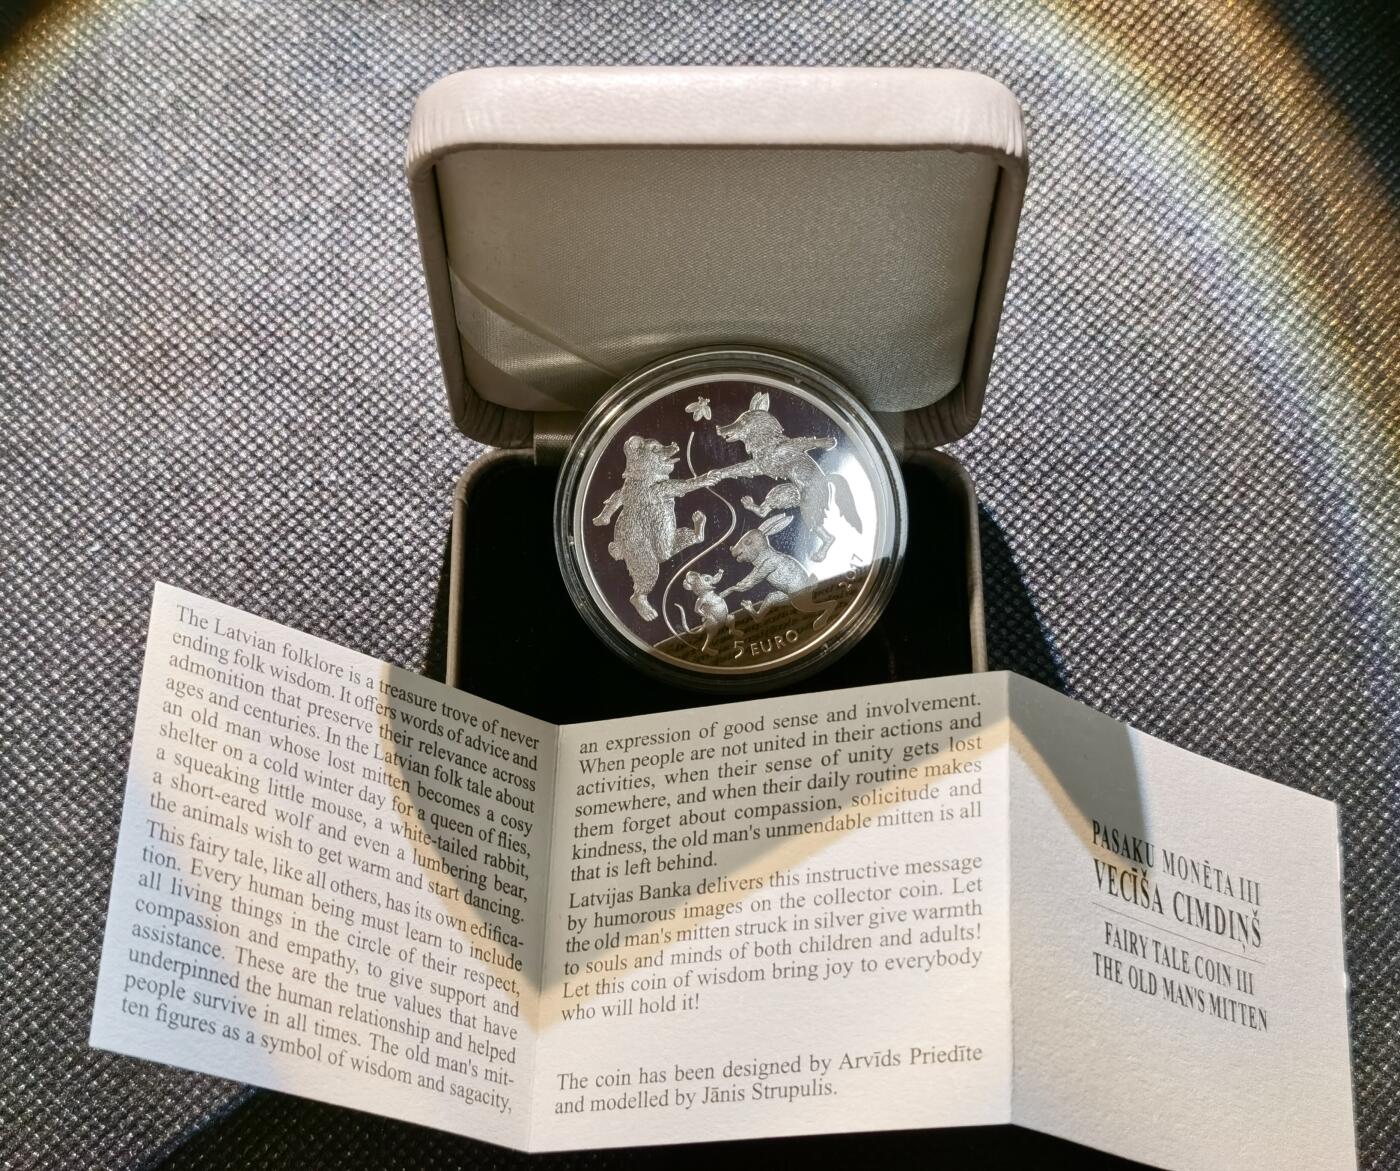 2017
5 EURO
The Latvian folklore is a treasure trove of never
ending folk wisdom. It offers words of advice and
admonition that preserve their relevance across
ages and centuries. In the Latvian folk tale about
an old man whose lost mitten becomes a cosy
shelter on a cold winter day for a queen of flies,
a squeaking little mouse, a white-tailed rabbit,
a short-eared wolf and even a lumbering bear,
the animals wish to get warm and start dancing.
This fairy tale, like all others, has its own edifica-
tion. Every human being must learn to include
all living things in the circle of their respect,
compassion and empathy, to give support and
assistance. These are the true values that have
underpinned the human relationship and helped
people survive in all times. The old man's mit-
ten figures as a symbol of wisdom and sagacity,
an expression of good sense and involvement.
When people are not united in their actions and
activities, when their sense of unity gets lost
somewhere, and when their daily routine makes
them forget about compassion, solicitude and
kindness, the old man's unmendable mitten is all
that is left behind.
Latvijas Banka delivers this instructive message
by humorous images on the collector coin. Let
the old man's mitten struck in silver give warmth
to souls and minds of both children and adults!
Let this coin of wisdom bring joy to everybody
who will hold it!
The coin has been designed by Arvīds Priedīte
and modelled by Jānis Strupulis.
PASAKU MONĒTA III
VECĪŠA CIMDIŅŠ
FAIRY TALE COIN III
THE OLD MAN'S MITTEN